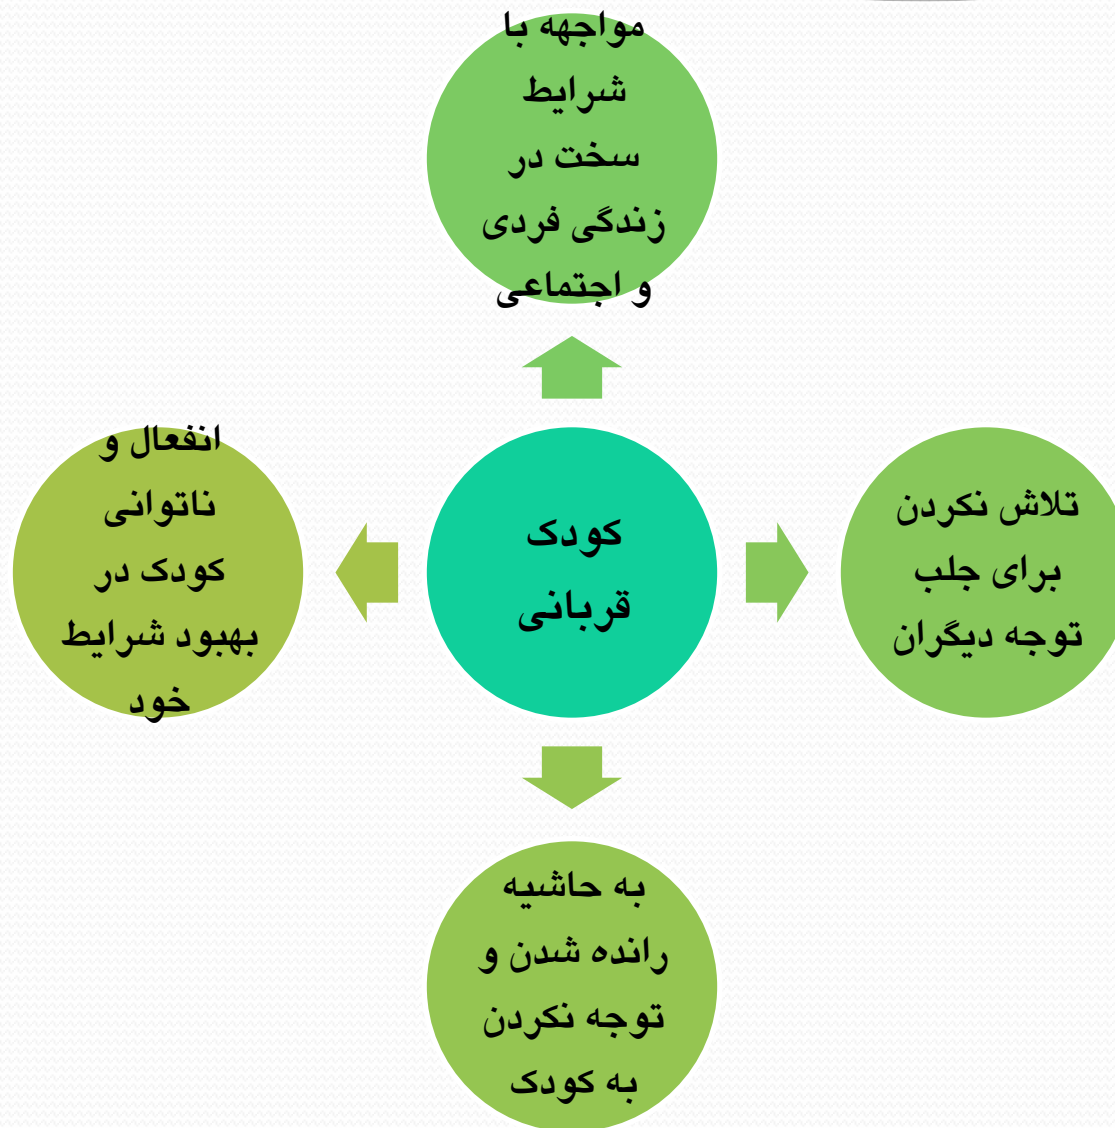 مواجهه با
شرایط
سخت در
زندگی فردی
و اجتماعی
کودک
قربانی
تلاش نکردن
برای جلب
توجه دیگران
به حاشیه
رانده شدن و
توجه نکردن
به کودک
انفعال و
ناتوانی
کودک در
بهبود شرایط
خود